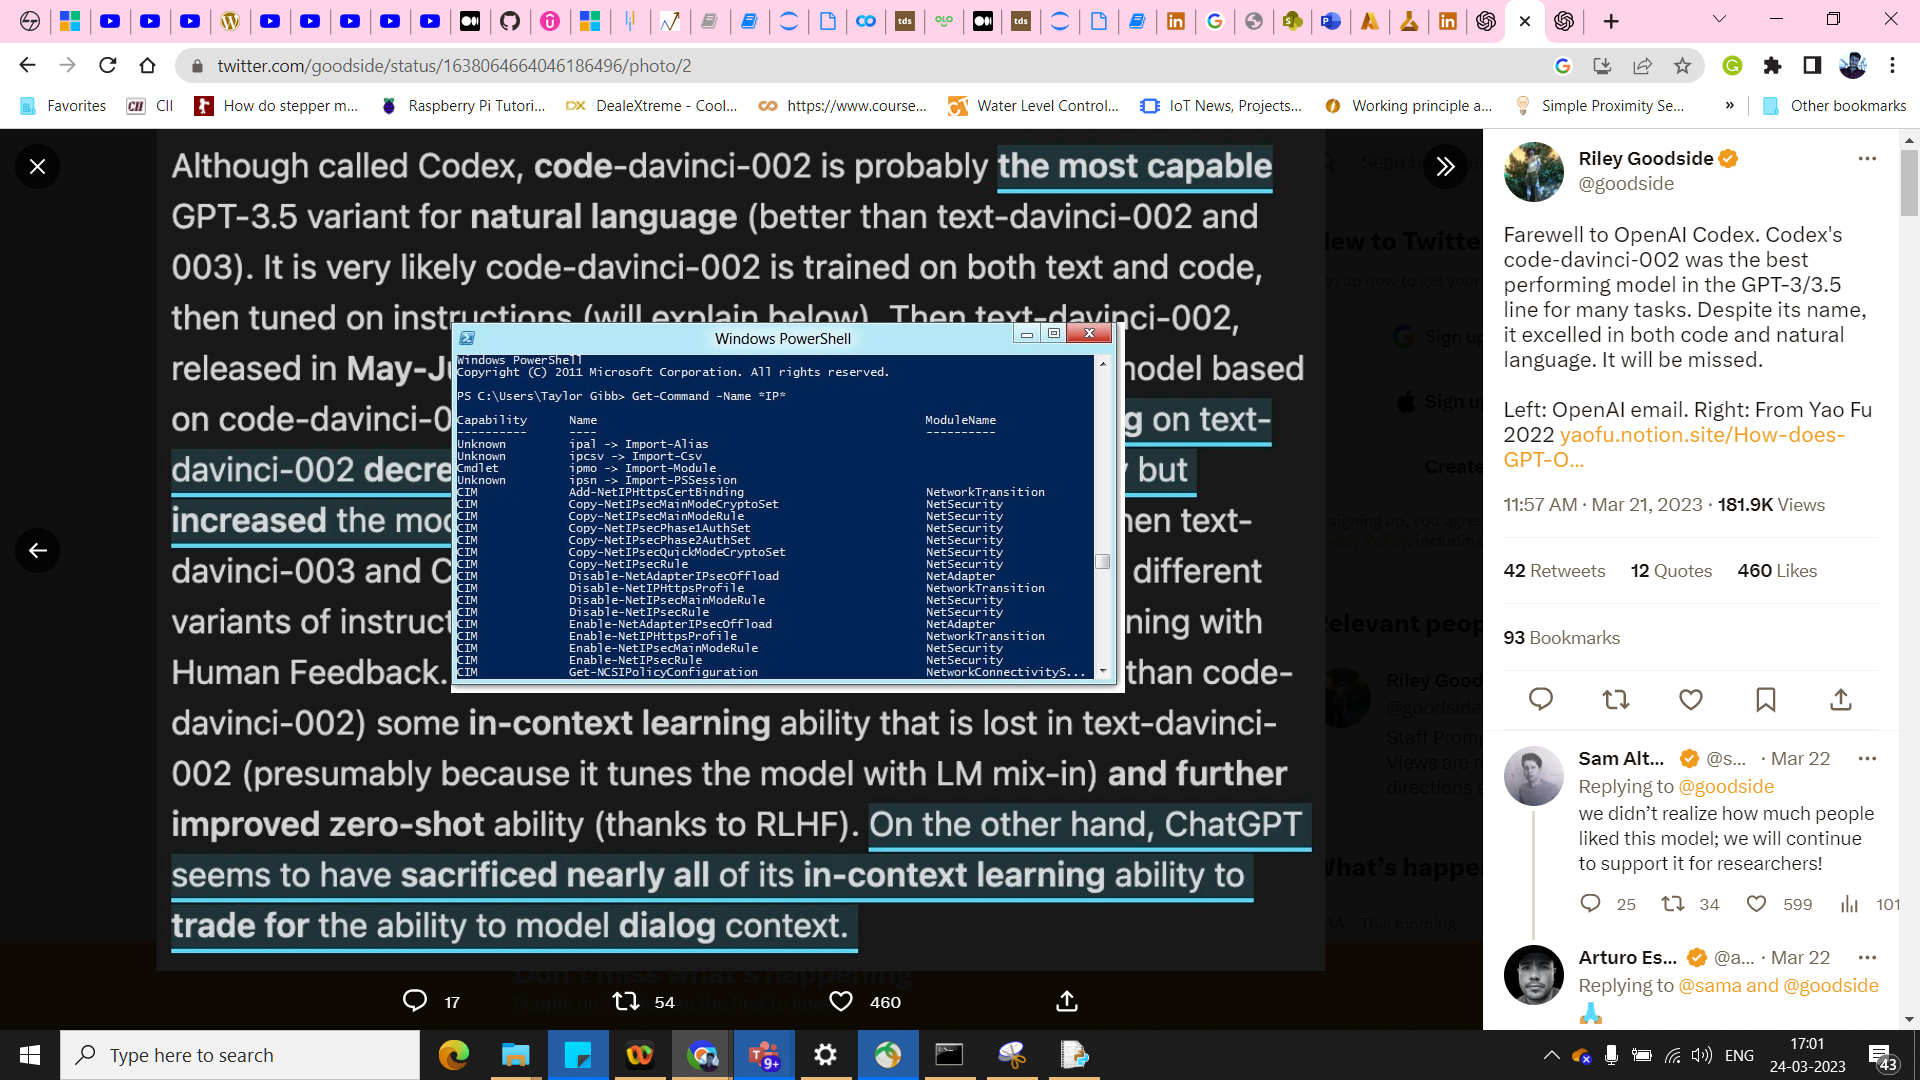 twitter.com/goodside/status/1638064664046186496/photo/2
Favorites
CII
How do stepper m...
Raspberry Pi Tutori...
DX DealeXtreme - Cool...
https://www.course...
Water Level Control...
IoT News, Projects...
Working principle a...
Simple Proximity Se...
»
Other bookmarks
Although called Codex, code-davinci-002 is probably the most capable
GPT-3.5 variant for natural language (better than text-davinci-002 and
003). It is very likely code-davinci-002 is trained on both text and code,
then tuned on instructions (will explain below). Then text-davinci-002,
released in May-Ju
odel based
on code-davinci-0
g on text-
davinci-002 decre
but
increased the mod
hen text-
davinci-003 and C
different
variants of instruct
ning with
Human Feedback.
than code-
davinci-002) some in-context learning ability that is lost in text-davinci-
002 (presumably because it tunes the model with LM mix-in) and further
improved zero-shot ability (thanks to RLHF). On the other hand, ChatGPT
seems to have sacrificed nearly all of its in-context learning ability to
trade for the ability to model dialog context.
Windows PowerShell
Windows PowerShell
Copyright (C) 2011 Microsoft Corporation. All rights reserved.
PS C:\Users\Taylor Gibb> Get-Command -Name *IP*
Capability Name ModuleName
---------- ---- ----------
Unknown ipal -> Import-Alias
Unknown ipcsv -> Import-Csv
Cmdlet ipmo -> Import-Module
Unknown ipsn -> Import-PSSession
CIM Add-NetIPHttpsCertBinding NetworkTransition
CIM Copy-NetIPsecMainModeCryptoSet NetSecurity
CIM Copy-NetIPsecMainModeRule NetSecurity
CIM Copy-NetIPsecPhase1AuthSet NetSecurity
CIM Copy-NetIPsecPhase2AuthSet NetSecurity
CIM Copy-NetIPsecQuickModeCryptoSet NetSecurity
CIM Copy-NetIPsecRule NetSecurity
CIM Disable-NetAdapterIPsecOffload NetAdapter
CIM Disable-NetIPHttpsProfile NetworkTransition
CIM Disable-NetIPsecMainModeRule NetSecurity
CIM Disable-NetIPsecRule NetSecurity
CIM Enable-NetAdapterIPsecOffload NetAdapter
CIM Enable-NetIPHttpsProfile NetworkTransition
CIM Enable-NetIPsecMainModeRule NetSecurity
CIM Enable-NetIPsecRule NetSecurity
CIM Get-NCSIPolicyConfiguration NetworkConnectivityS...
17
54
460
Riley Goodside
@goodside
Farewell to OpenAI Codex. Codex's
code-davinci-002 was the best
performing model in the GPT-3/3.5
line for many tasks. Despite its name,
it excelled in both code and natural
language. It will be missed.
Left: OpenAI email. Right: From Yao Fu
2022 yaofu.notion.site/How-does-
GPT-O...
11:57 AM · Mar 21, 2023 · 181.9K Views
42 Retweets 12 Quotes 460 Likes
93 Bookmarks
Sam Alt... @s... · Mar 22
Replying to @goodside
we didn’t realize how much people
liked this model; we will continue
to support it for researchers!
25
34
599
101
Arturo Es... @a... · Mar 22
Replying to @sama and @goodside
Type here to search
9+
ENG
17:01
24-03-2023
43